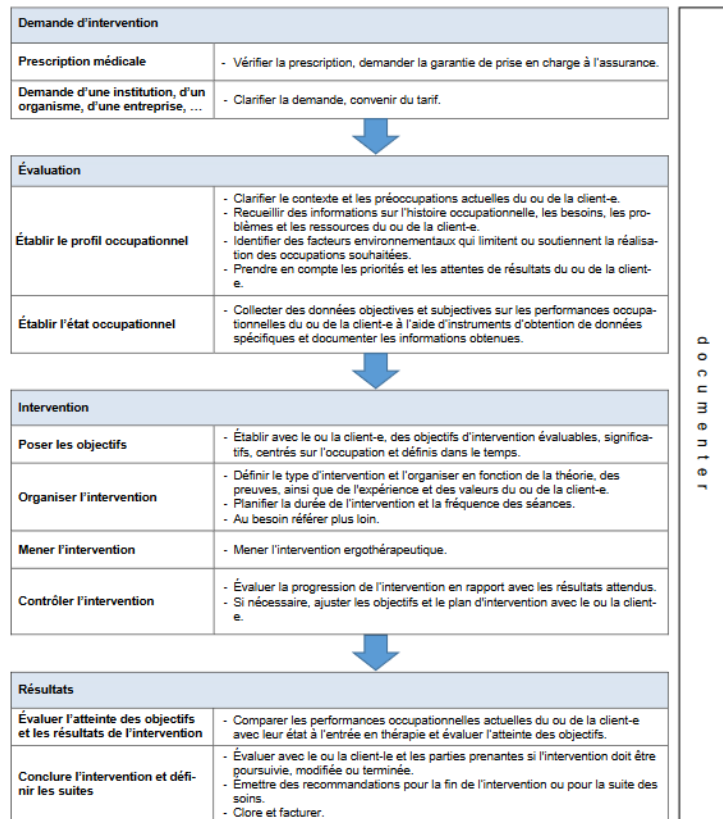 Demande d'intervention
Prescription médicale
- Vérifier la prescription, demander la garantie de prise en charge à l'assurance.
Demande d'une institution, d'un
organisme, d'une entreprise, …
- Clarifier la demande, convenir du tarif.
Évaluation
Établir le profil occupationnel
- Clarifier le contexte et les préoccupations actuelles du ou de la client-e.
- Recueillir des informations sur l'histoire occupationnelle, les besoins, les pro-
blèmes et les ressources du ou de la client-e.
- Identifier des facteurs environnementaux qui limitent ou soutiennent la réalisa-
tion des occupations souhaitées.
- Prendre en compte les priorités et les attentes de résultats du ou de la client-
e.
Établir l'état occupationnel
- Collecter des données objectives et subjectives sur les performances occupa-
tionnelles du ou de la client-e à l'aide d'instruments d'obtention de données
spécifiques et documenter les informations obtenues.
Intervention
Poser les objectifs
- Établir avec le ou la client-e, des objectifs d'intervention évaluables, significa-
tifs, centrés sur l'occupation et définis dans le temps.
Organiser l'intervention
- Définir le type d'intervention et l'organiser en fonction de la théorie, des
preuves, ainsi que de l'expérience et des valeurs du ou de la client-e.
- Planifier la durée de l'intervention et la fréquence des séances.
- Au besoin référer plus loin.
Mener l'intervention
- Mener l'intervention ergothérapeutique.
Contrôler l'intervention
- Évaluer la progression de l'intervention en rapport avec les résultats attendus.
- Si nécessaire, ajuster les objectifs et le plan d'intervention avec le ou la client-
e.
Résultats
Évaluer l'atteinte des objectifs
et les résultats de l'intervention
- Comparer les performances occupationnelles actuelles du ou de la client-e
avec leur état à l'entrée en thérapie et évaluer l'atteinte des objectifs.
Conclure l'intervention et défi-
nir les suites
- Évaluer avec le ou la client-le et les parties prenantes si l'intervention doit être
poursuivie, modifiée ou terminée.
- Émettre des recommandations pour la fin de l'intervention ou pour la suite des
soins.
- Clore et facturer.
documenter